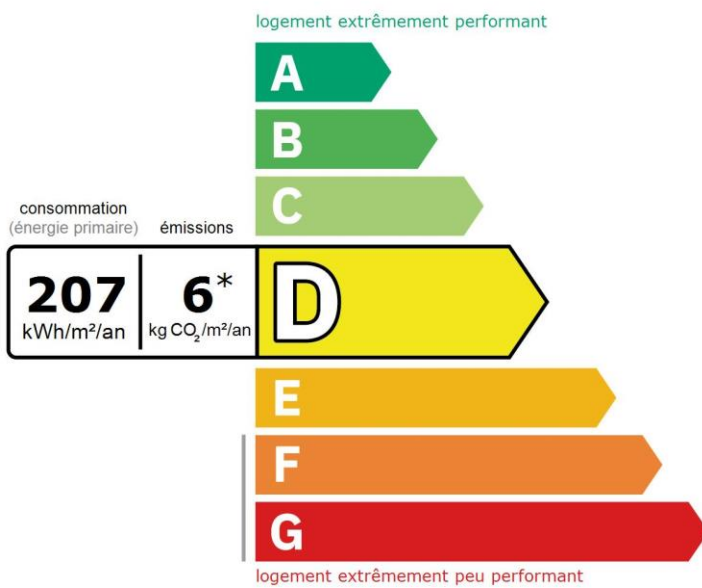 logement extrêmement performant
A
B
C
consommation
(énergie primaire)
émissions
207
kWh/m²/an
6*
kg CO₂/m²/an
D
E
F
G
logement extrêmement peu performant